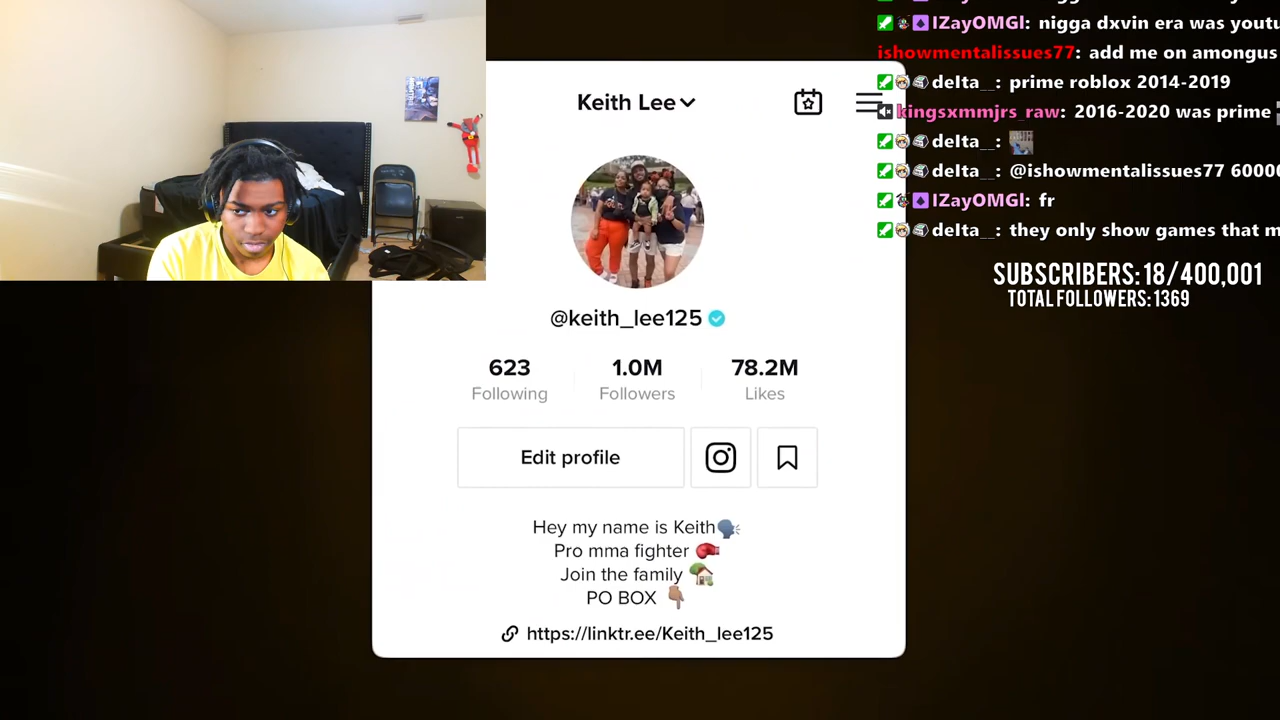 IZayOMGI: nigga dxvin era was youtu
ishowmentalissues77: add me on amongus
delta__: prime roblox 2014-2019
kingsxmmjrs_raw: 2016-2020 was prime
delta__:
delta__: @ishowmentalissues77 6000
IZayOMGI: fr
delta__: they only show games that m
SUBSCRIBERS: 18/400,001
TOTAL FOLLOWERS: 1369
Keith Lee
@keith_lee125
623 1.0M 78.2M
Following Followers Likes
Edit profile
Hey my name is Keith🗣️
Pro mma fighter 🥊
Join the family 🏡
PO BOX 👇🏽
https://linktr.ee/Keith_lee125